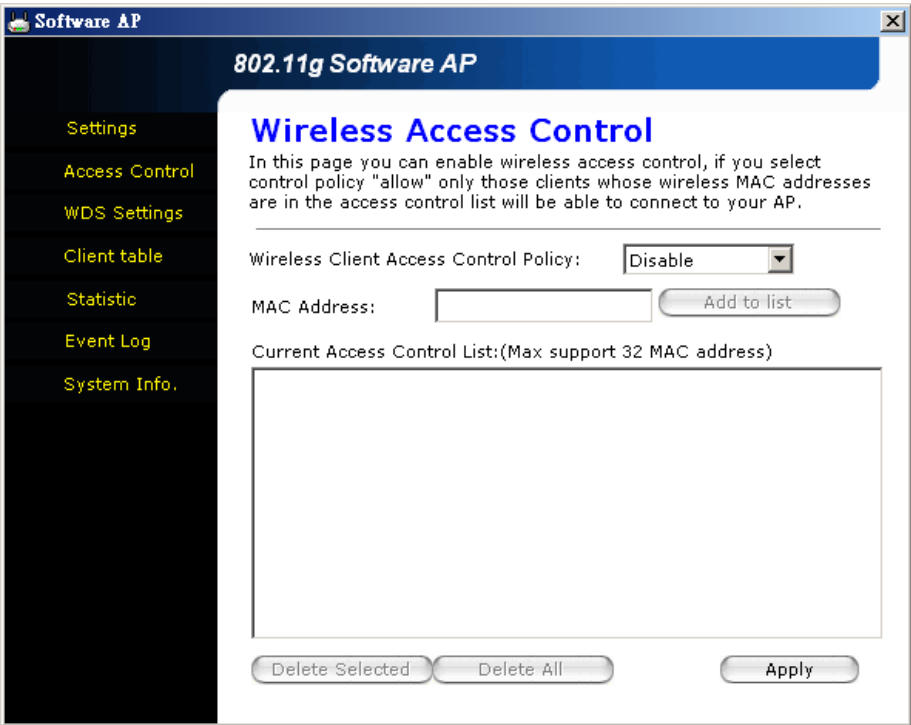 Software AP
802.11g Software AP
Settings
Access Control
WDS Settings
Client table
Statistic
Event Log
System Info.
Wireless Access Control
In this page you can enable wireless access control, if you select
control policy "allow" only those clients whose wireless MAC addresses
are in the access control list will be able to connect to your AP.
Wireless Client Access Control Policy: Disable
MAC Address: Add to list
Current Access Control List:(Max support 32 MAC address)
Delete Selected Delete All Apply